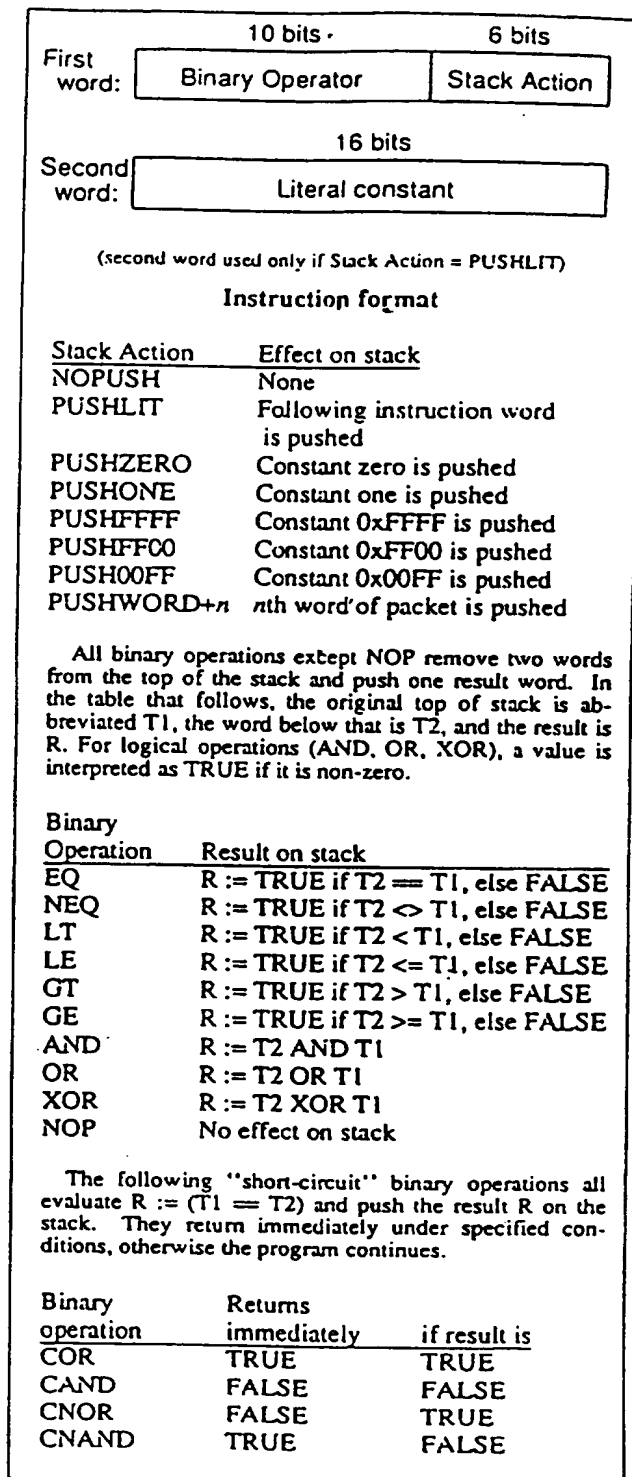 10 bits 6 bits
First word: Binary Operator Stack Action
16 bits
Second word: Literal constant
(second word used only if Stack Action = PUSHLIT)
Instruction format
Stack Action Effect on stack
NOPUSH None
PUSHLIT Following instruction word
is pushed
PUSHZERO Constant zero is pushed
PUSHONE Constant one is pushed
PUSHFFFF Constant 0xFFFF is pushed
PUSHFF00 Constant 0xFF00 is pushed
PUSH00FF Constant 0x00FF is pushed
PUSHWORD+n nth word of packet is pushed
All binary operations except NOP remove two words
from the top of the stack and push one result word. In
the table that follows, the original top of stack is ab-
breviated T1, the word below that is T2, and the result is
R. For logical operations (AND, OR, XOR), a value is
interpreted as TRUE if it is non-zero.
Binary
Operation Result on stack
EQ R := TRUE if T2 == T1, else FALSE
NEQ R := TRUE if T2 <> T1, else FALSE
LT R := TRUE if T2 < T1, else FALSE
LE R := TRUE if T2 <= T1, else FALSE
GT R := TRUE if T2 > T1, else FALSE
GE R := TRUE if T2 >= T1, else FALSE
AND R := T2 AND T1
OR R := T2 OR T1
XOR R := T2 XOR T1
NOP No effect on stack
The following "short-circuit" binary operations all
evaluate R := (T1 == T2) and push the result R on the
stack. They return immediately under specified con-
ditions, otherwise the program continues.
Binary Returns
operation immediately if result is
COR TRUE TRUE
CAND FALSE FALSE
CNOR FALSE TRUE
CNAND TRUE FALSE